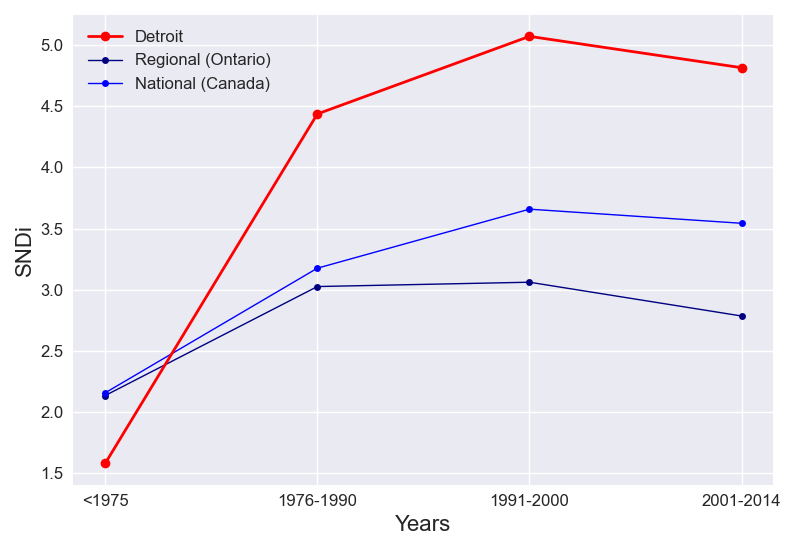 Detroit
Regional (Ontario)
National (Canada)
5.0
4.5
4.0
3.5
3.0
2.5
2.0
1.5
SNDi
<1975 1976-1990 1991-2000 2001-2014
Years